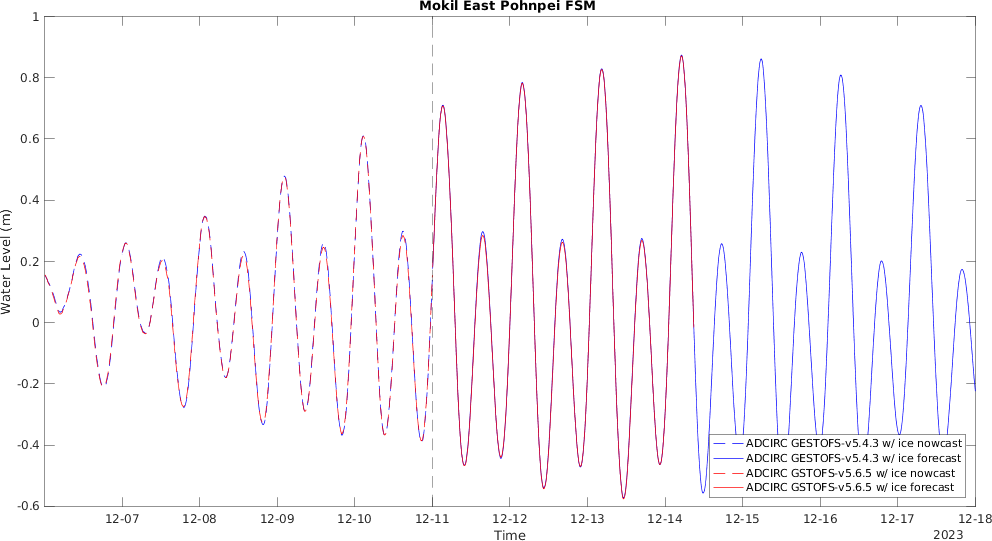 Mokil East Pohnpei FSM
1
0.8
0.6
0.4
0.2
0
-0.2
-0.4
-0.6
Water Level (m)
ADCIRC GESTOFS-v5.4.3 w/ ice nowcast
ADCIRC GESTOFS-v5.4.3 w/ ice forecast
ADCIRC GSTOFS-v5.6.5 w/ ice nowcast
ADCIRC GSTOFS-v5.6.5 w/ ice forecast
12-07 12-08 12-09 12-10 12-11 12-12 12-13 12-14 12-15 12-16 12-17 12-18
Time
2023